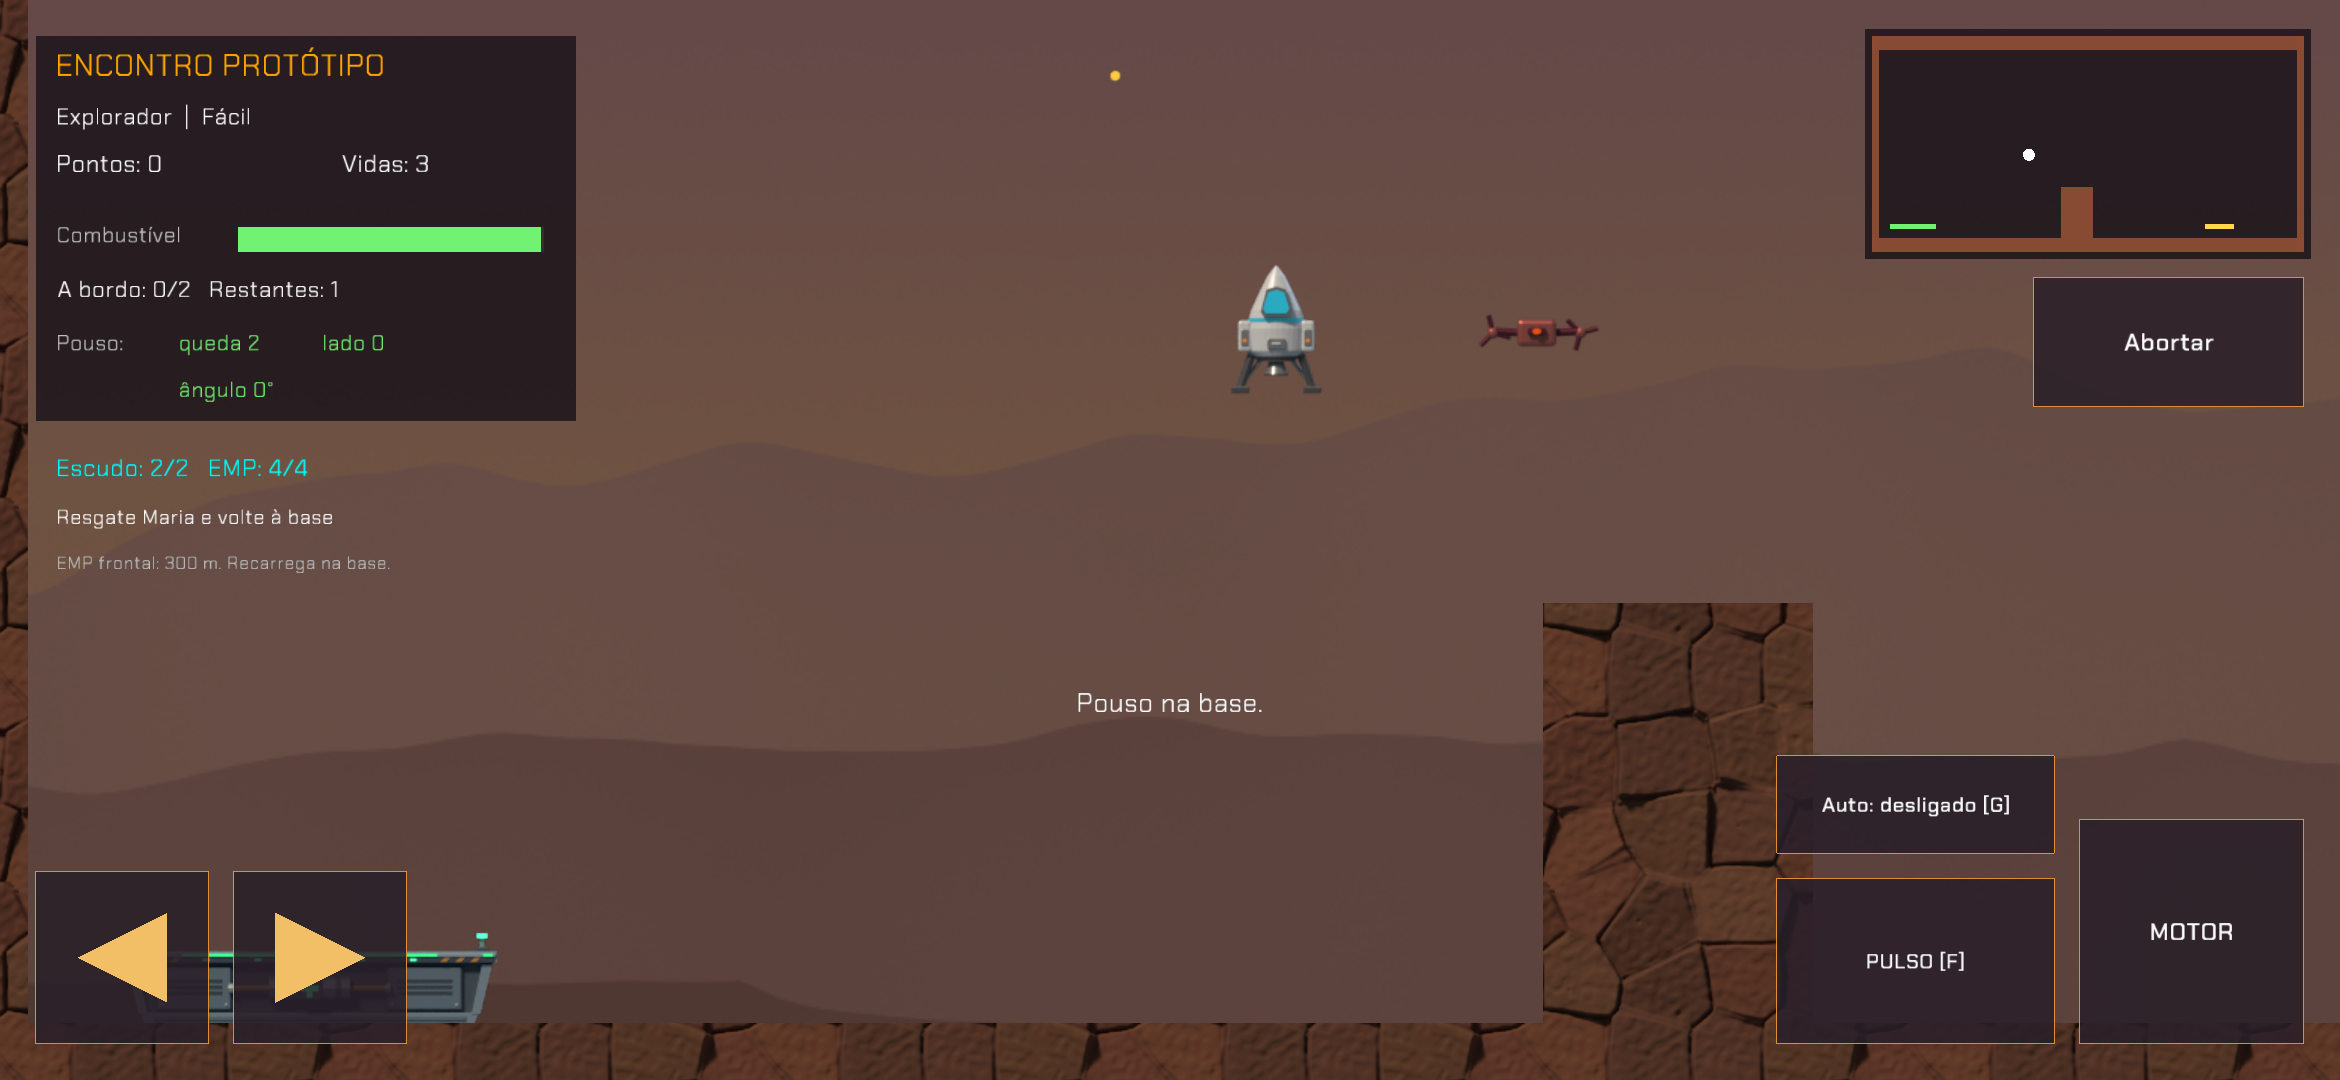 ENCONTRO PROTÓTIPO
Explorador | Fácil
Pontos: 0 Vidas: 3
Combustível
A bordo: 0/2 Restantes: 1
Pouso: queda 2 lado 0
ângulo 0°
Escudo: 2/2 EMP: 4/4
Resgate Maria e volte à base
EMP frontal: 300 m. Recarrega na base.
Abortar
Pouso na base.
Auto: desligado [G]
PULSO [F]
MOTOR